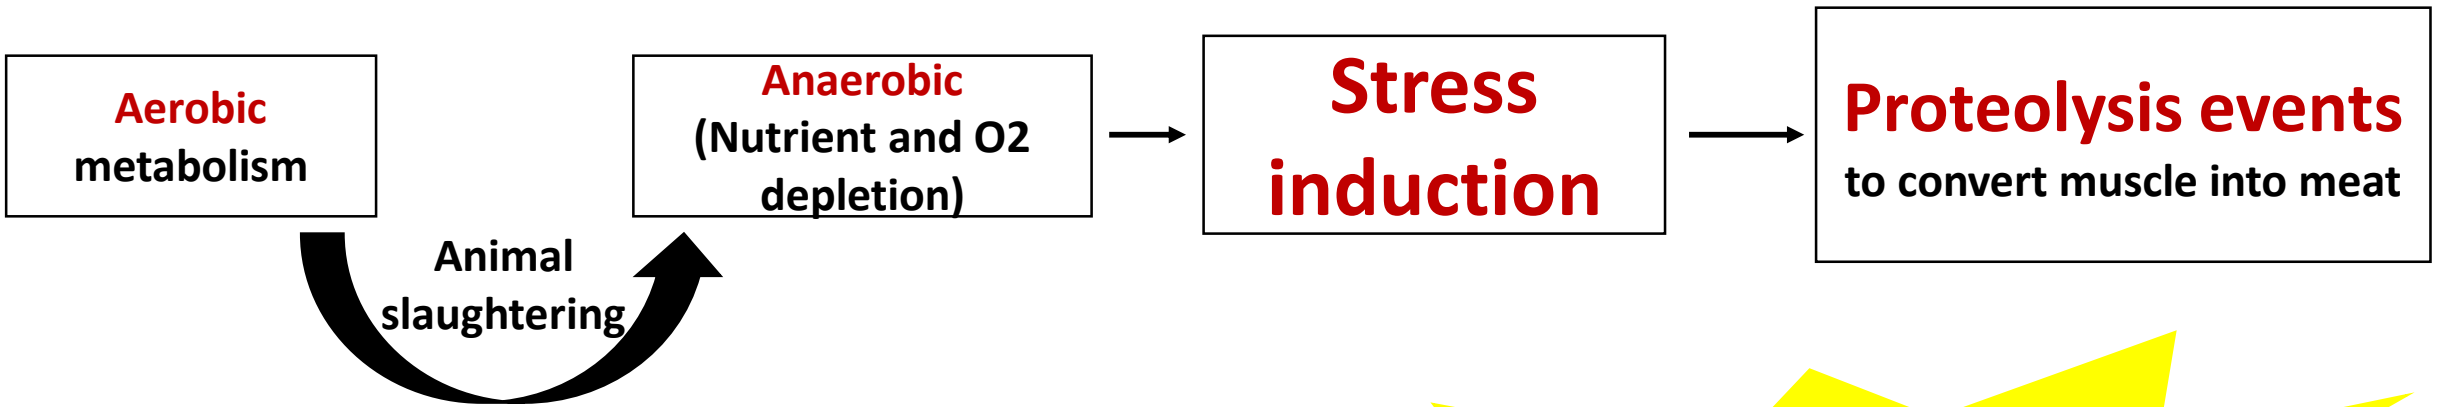 Aerobic
metabolism
Animal
slaughtering
Anaerobic
(Nutrient and O2
depletion)
Stress
induction
Proteolysis events
to convert muscle into meat